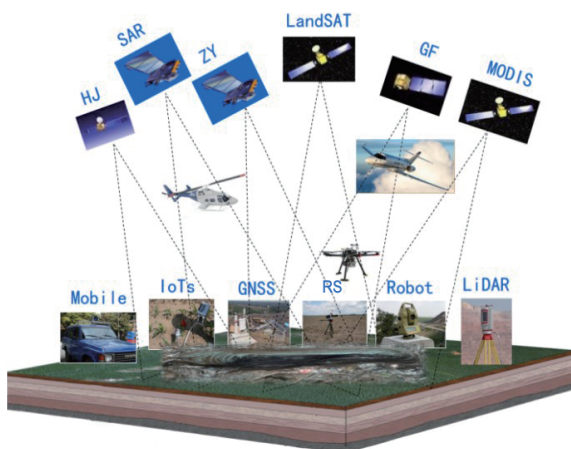 LandSAT
SAR
ZY
GF
HJ
MODIS
Mobile
IoTs
GNSS
RS
Robot
LiDAR